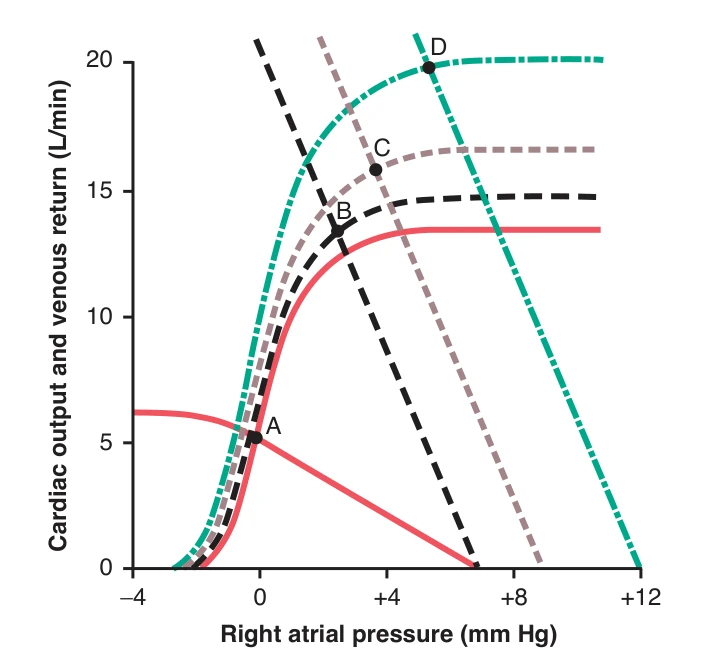 Cardiac output and venous return (L/min)
20
15
10
5
0
D
C
B
A
–4
0
+4
+8
+12
Right atrial pressure (mm Hg)